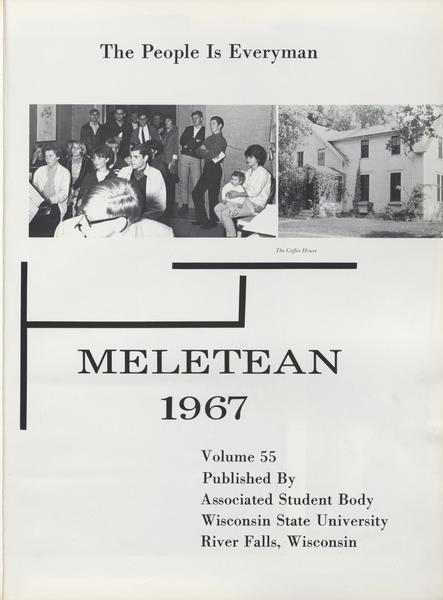 The People Is Everyman
The Coffee House
MELETEAN
1967
Volume 55
Published By
Associated Student Body
Wisconsin State University
River Falls, Wisconsin